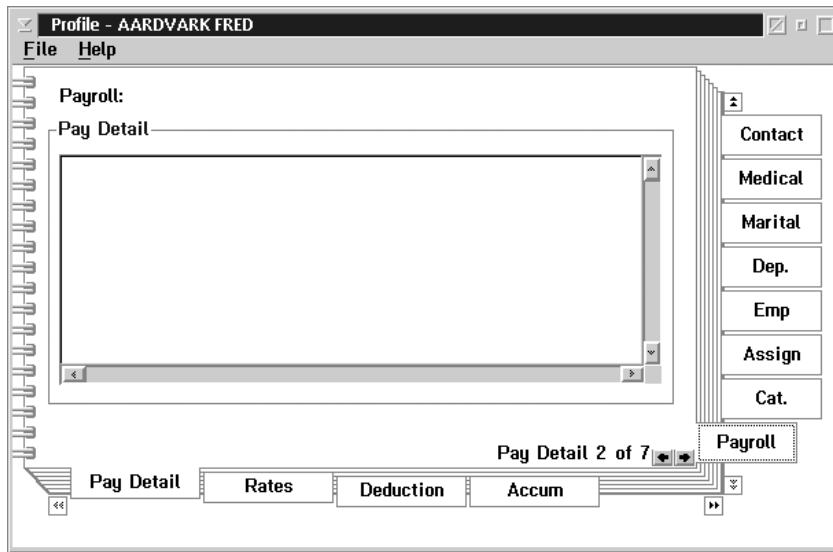 Profile - AARDVARK FRED
File Help
Payroll:
Pay Detail
Contact
Medical
Marital
Dep.
Emp
Assign
Cat.
Payroll
Pay Detail 2 of 7
Pay Detail
Rates
Deduction
Accum